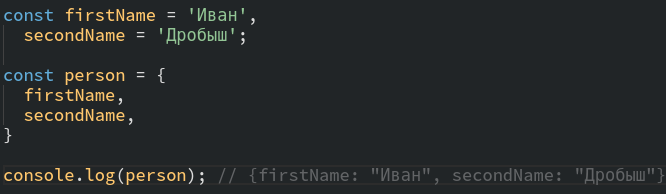 const firstName = 'Иван',
  secondName = 'Дробыш';
const person = {
  firstName,
  secondName,
}
console.log(person); // {firstName: "Иван", secondName: "Дробыш"}